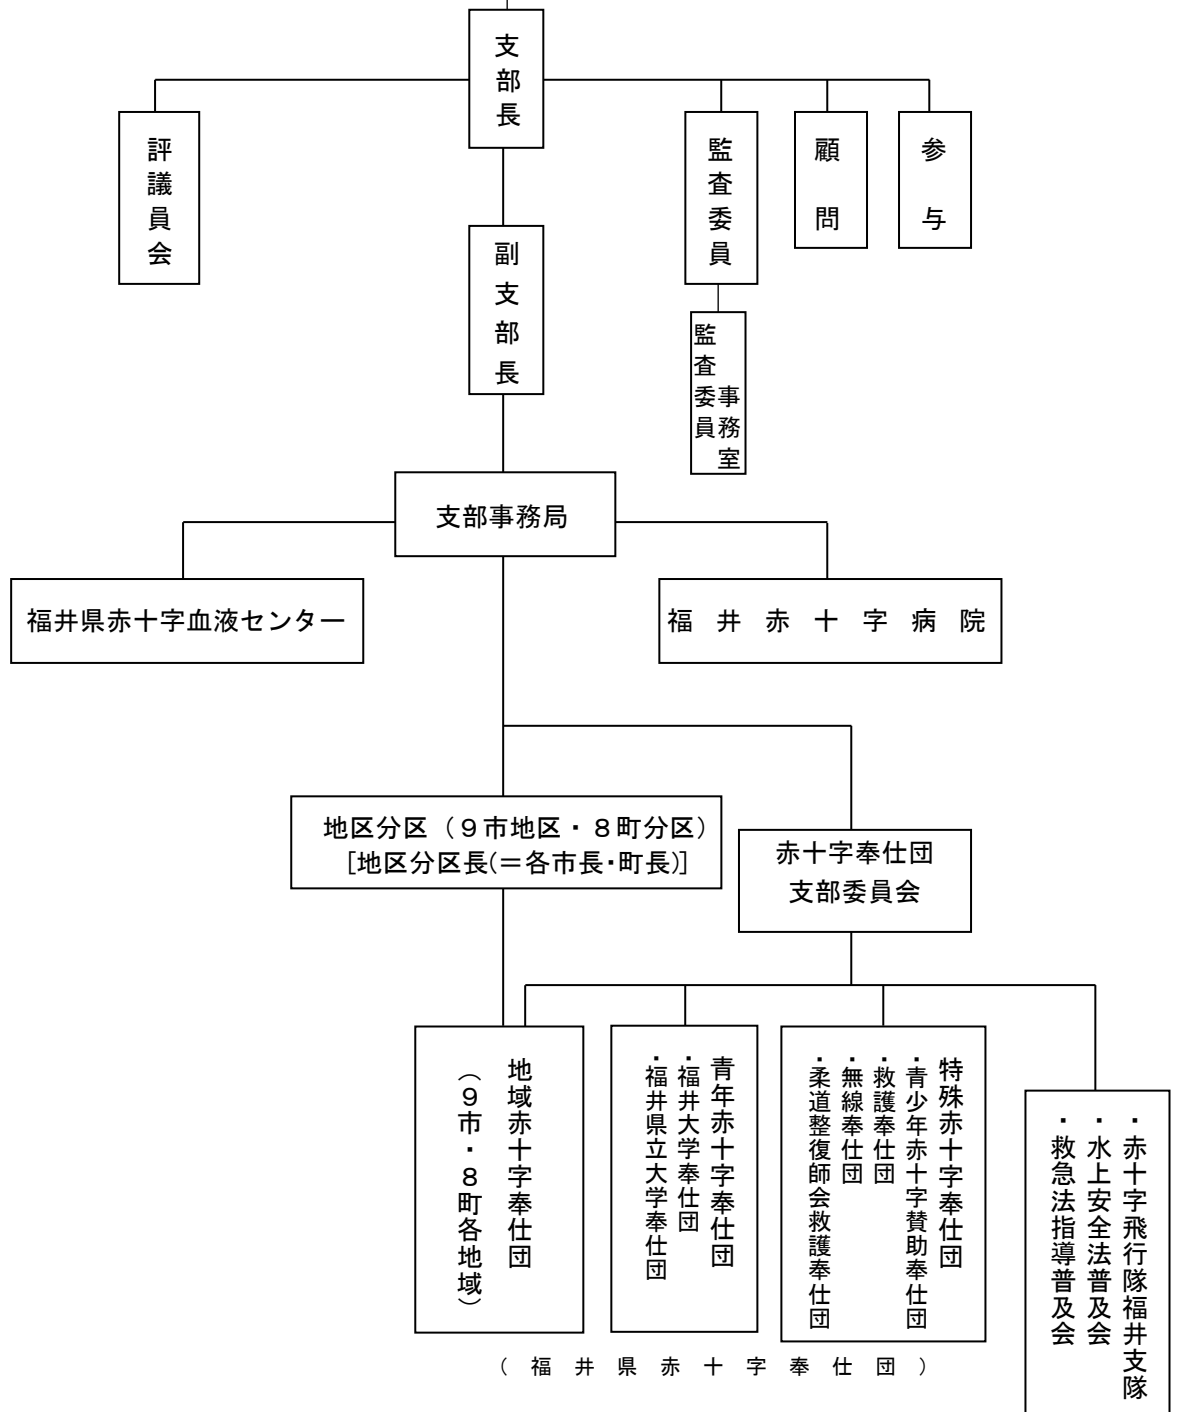 支部長
評議員会
監査委員
顧問
参与
副支部長
監査委員
事務室
支部事務局
福井県赤十字血液センター
福井赤十字病院
地区分区（９市地区・８町分区）
［地区分区長（＝各市長・町長）］
赤十字奉仕団
支部委員会
地域赤十字奉仕団
（９市・８町各地域）
青年赤十字奉仕団
・福井大学奉仕団
・福井県立大学奉仕団
特殊赤十字奉仕団
・青少年赤十字賛助奉仕団
・救護奉仕団
・無線奉仕団
・柔道整復師会救護奉仕団
・赤十字飛行隊福井支隊
・水上安全法普及会
・救急法指導普及会
（福井県赤十字奉仕団）